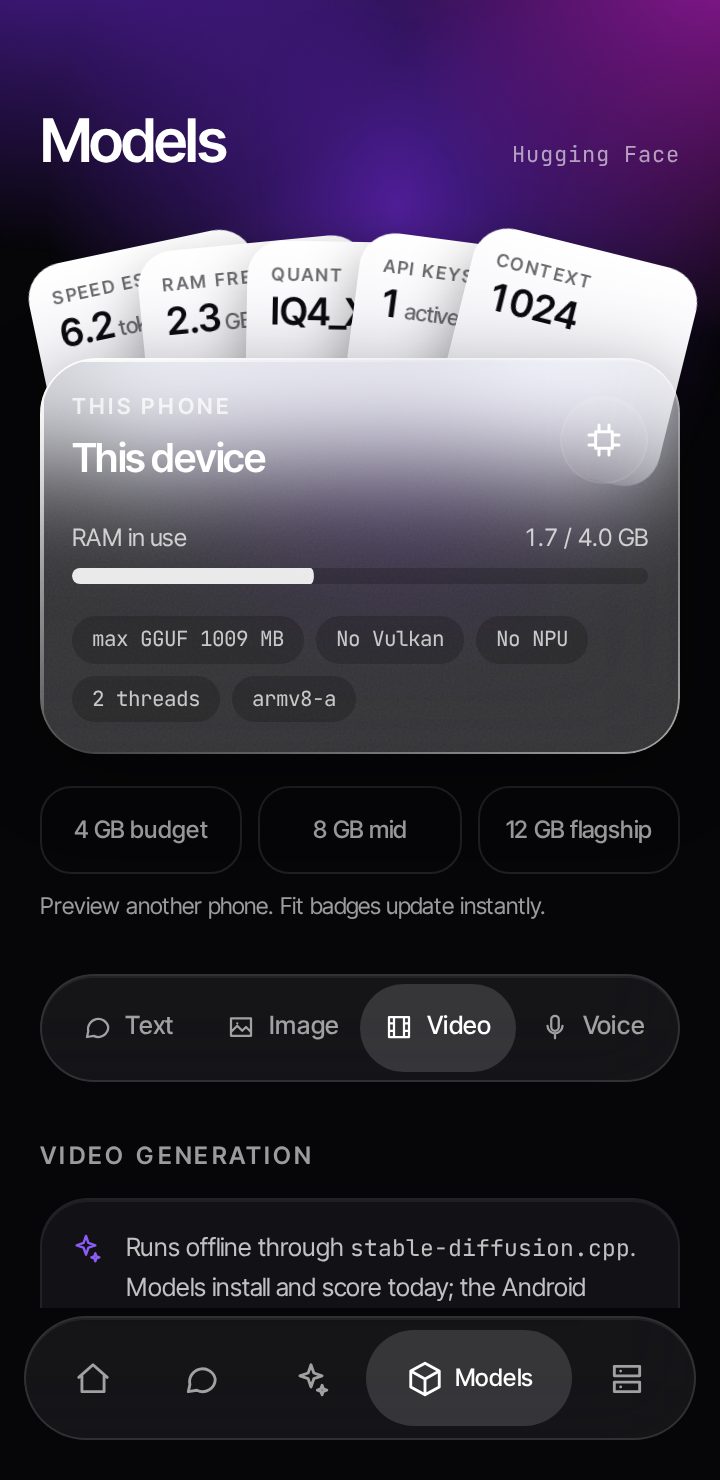 Models
Hugging Face
SPEED
6.2
RAM
2.3
QUANT
API
1 active
CONTEXT
1024
THIS PHONE
This device
RAM in use
1.7 / 4.0 GB
max GGUF 1009 MB
No Vulkan
No NPU
2 threads
armv8-a
4 GB budget
8 GB mid
12 GB flagship
Preview another phone. Fit badges update instantly.
Text
Image
Video
Voice
VIDEO GENERATION
Runs offline through stable-diffusion.cpp.
Models install and score today; the Android
Models